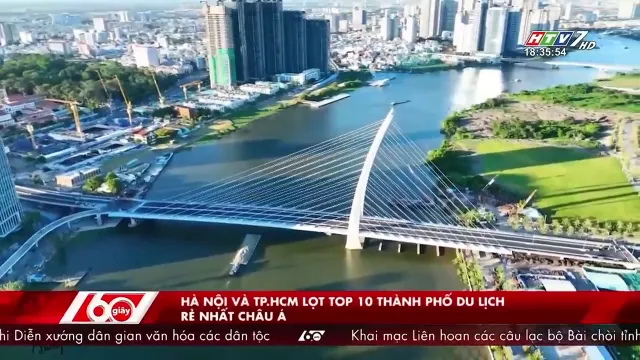 HTV7 HD
18:35:54
60 giây
HÀ NỘI VÀ TP.HCM LỌT TOP 10 THÀNH PHỐ DU LỊCH
RẺ NHẤT CHÂU Á
hi Diễn xướng dân gian văn hóa các dân tộc 60 Khai mạc Liên hoan các câu lạc bộ Bài chòi tỉnh